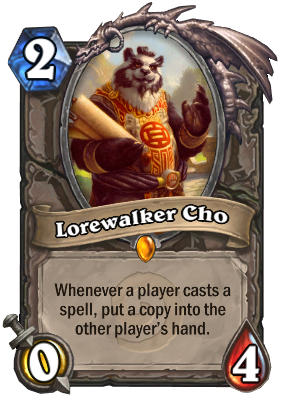 2
Lorewalker Cho
Whenever a player casts a
spell, put a copy into the
other player's hand.
0
4